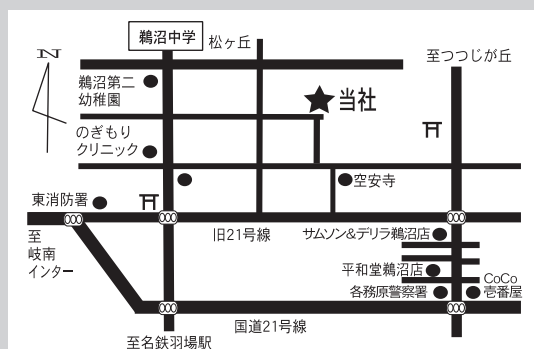 鵜沼中学
松ヶ丘
至つつじが丘
N
鵜沼第二
幼稚園
当社
のぎもり
クリニック
空安寺
東消防署
旧21号線
サムソン&デリラ鵜沼店
至
岐南
インター
平和堂鵜沼店
CoCo
壱番屋
各務原警察署
国道21号線
至名鉄羽場駅